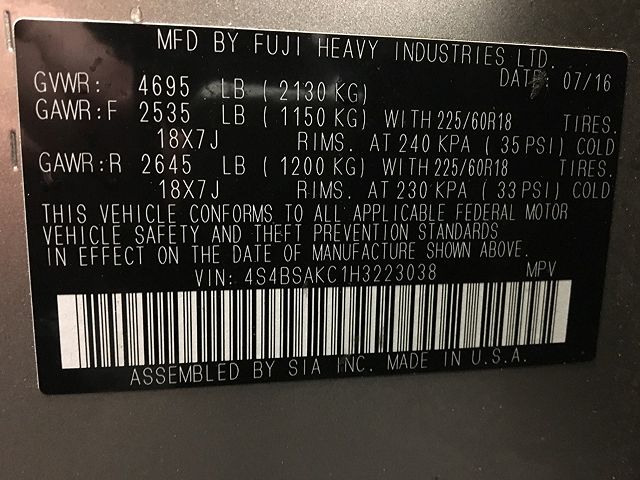 MFD BY FUJI HEAVY INDUSTRIES LTD.
DATE: 07/16
GVWR: 4695 LB ( 2130 KG)
GAWR:F 2535 LB ( 1150 KG) WITH 225/60R18 TIRES.
18X7J RIMS. AT 240 KPA ( 35 PSI) COLD
GAWR:R 2645 LB ( 1200 KG) WITH 225/60R18 TIRES.
18X7J RIMS. AT 230 KPA ( 33 PSI) COLD
THIS VEHICLE CONFORMS TO ALL APPLICABLE FEDERAL MOTOR
VEHICLE SAFETY AND THEFT PREVENTION STANDARDS
IN EFFECT ON THE DATE OF MANUFACTURE SHOWN ABOVE.
VIN: 4S4BSAKC1H3223038 MPV
ASSEMBLED BY SIA INC. MADE IN U.S.A.